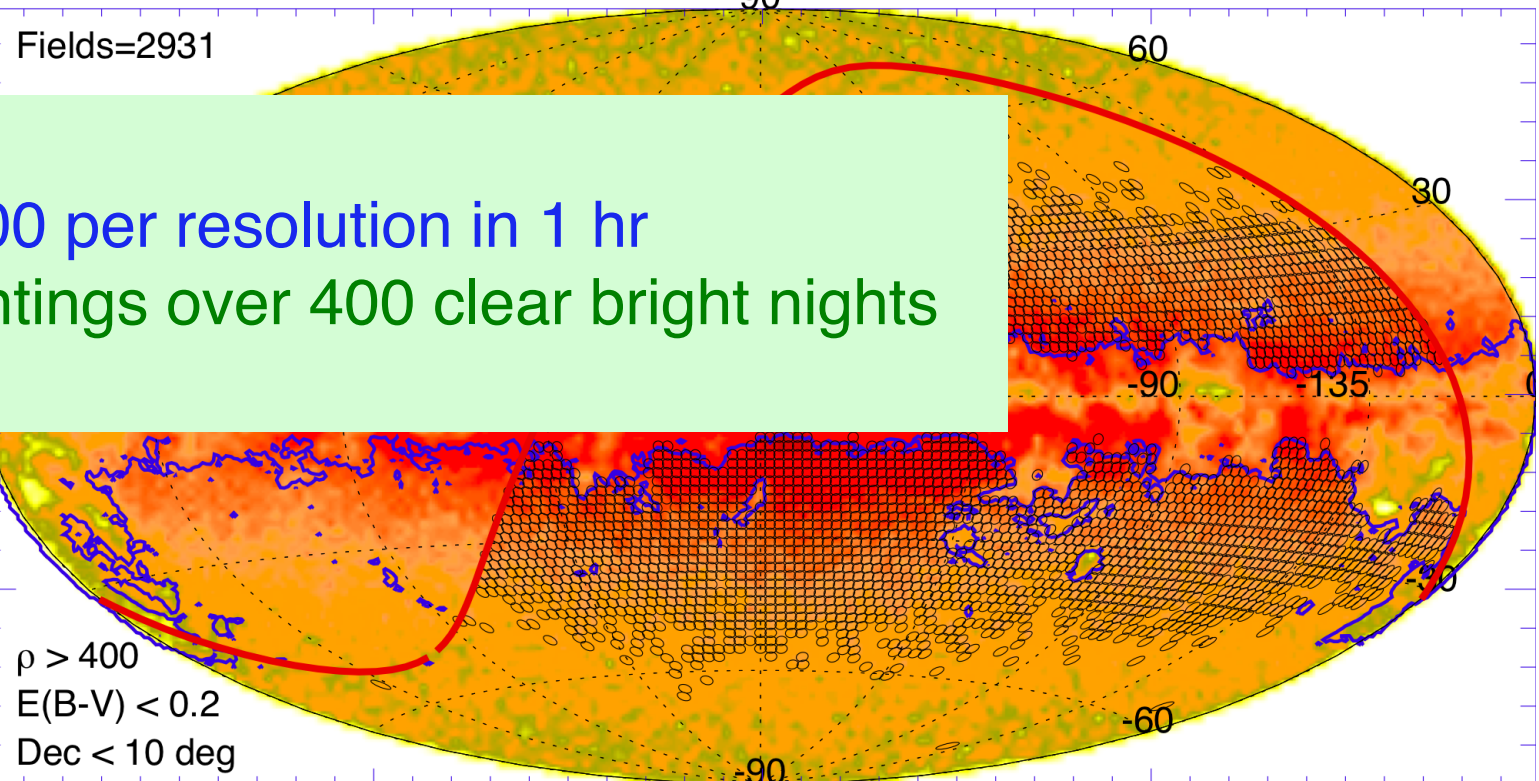 90
Fields=2931
60
30
00 per resolution in 1 hr
ntings over 400 clear bright nights
-90
-135
0
-30
ρ > 400
E(B-V) < 0.2
-60
Dec < 10 deg
-90